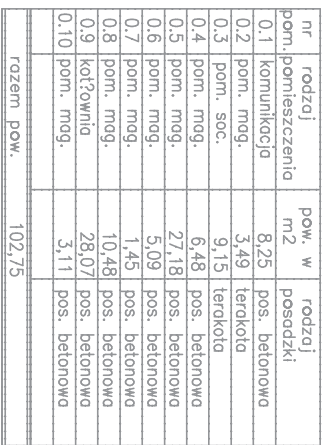 nr pom. rodzaj pomieszczenia pow. w m2 rodzaj posadzki
0.1 komunikacja 8,25 pos. betonowa
0.2 pom. mag. 3,49 terakota
0.3 pom. soc. 9,15 terakota
0.4 pom. mag. 6,48 pos. betonowa
0.5 pom. mag. 27,18 pos. betonowa
0.6 pom. mag. 5,09 pos. betonowa
0.7 pom. mag. 1,45 pos. betonowa
0.8 pom. mag. 10,48 pos. betonowa
0.9 kot?ownia 28,07 pos. betonowa
0.10 pom. mag. 3,11 pos. betonowa
razem pow. 102,75